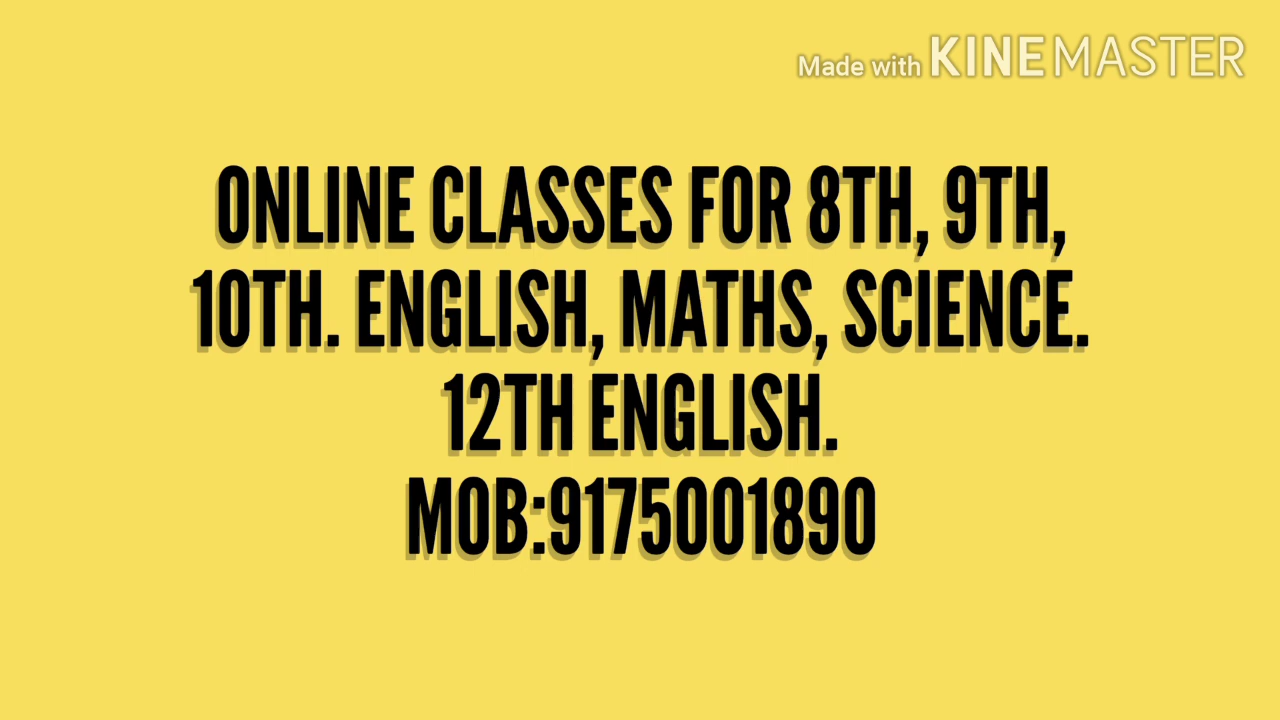 Made with KINEMASTER
ONLINE CLASSES FOR 8TH, 9TH,
10TH. ENGLISH, MATHS, SCIENCE.
12TH ENGLISH.
MOB:9175001890